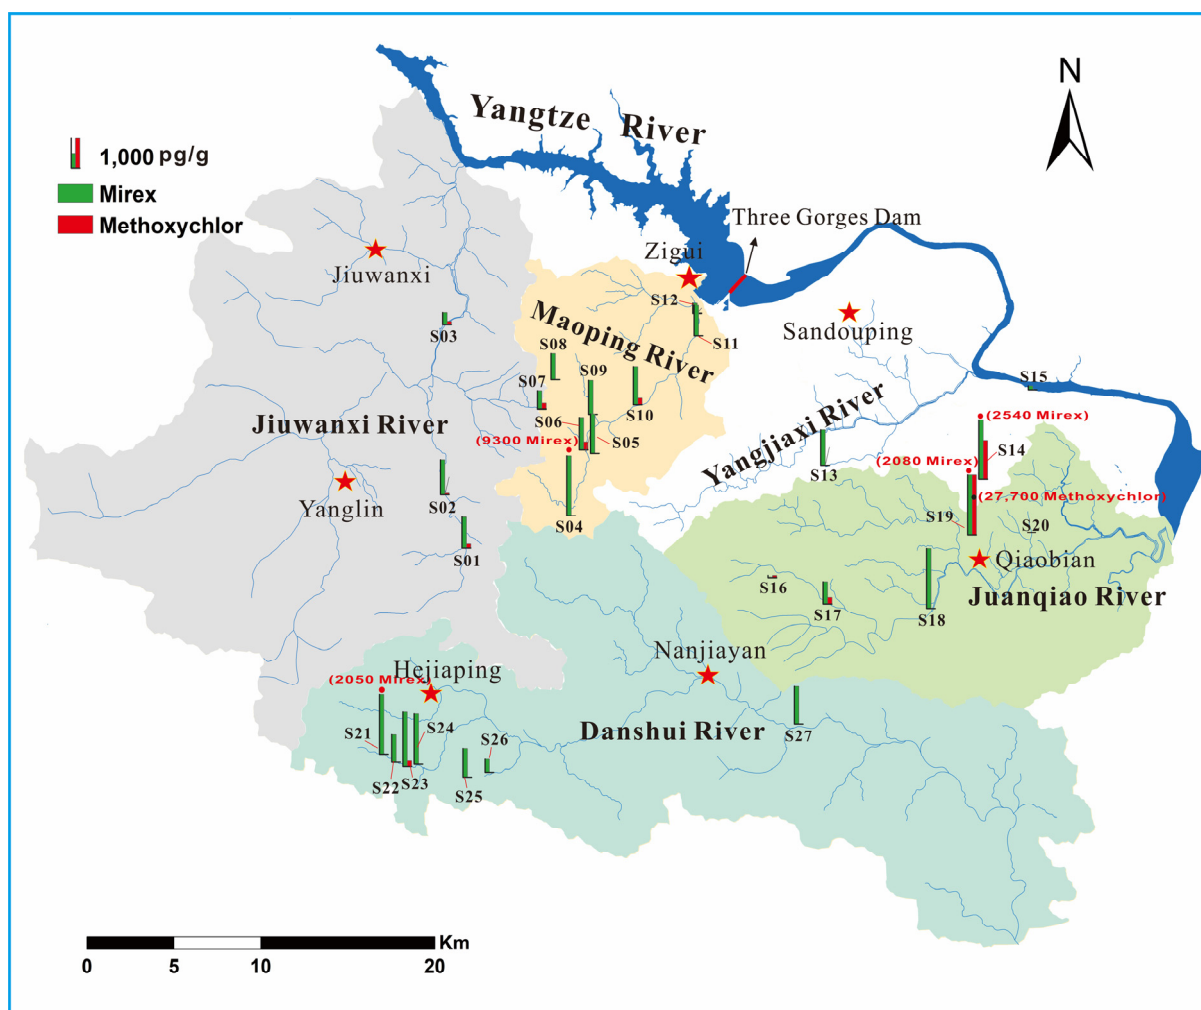 N
Yangtze River
1,000 pg/g
Mirex
Methoxychlor
Three Gorges Dam
Zigui
Jiuwanxi
S12
Maoping River
S11
Sandouping
S03
S08
S07
S09
S10
S15
Jiuwanxi River
S06
(9300 Mirex)
S05
Yangjiaxi River
(2540 Mirex)
S14
(2080 Mirex)
S13
(27,700 Methoxychlor)
Yanglin
S02
S04
S19
S20
S01
Qiaobian
S16
S17
S18
Juanqiao River
Nanjiayan
Hejiaping
(2050 Mirex)
S21
S24
Danshui River
S27
S26
S22
S23
S25
Km
0 5 10 20